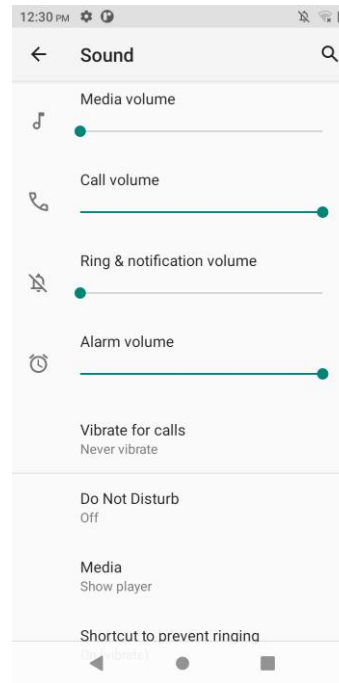 12:30 PM
Sound
Media volume
Call volume
Ring & notification volume
Alarm volume
Vibrate for calls
Never vibrate
Do Not Disturb
Off
Media
Show player
Shortcut to prevent ringing